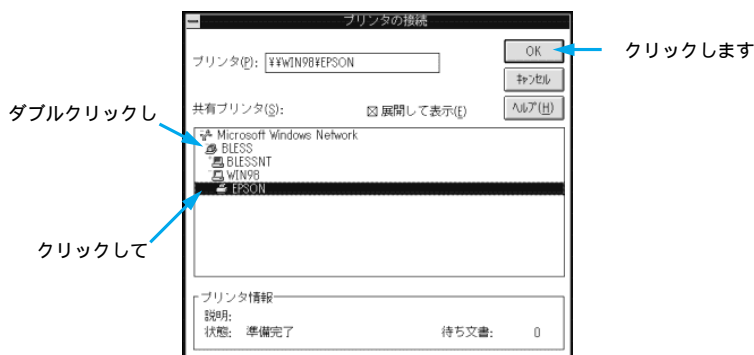 プリンタの接続
プリンタ(P): ¥¥WIN98¥EPSON
OK
クリックします
キャンセル
ヘルプ(H)
共有プリンタ(S):
展開して表示(E)
ダブルクリックし
Microsoft Windows Network
BLESS
BLESSNT
WIN98
EPSON
クリックして
プリンタ情報
説明:
状態: 準備完了
待ち文書: 0